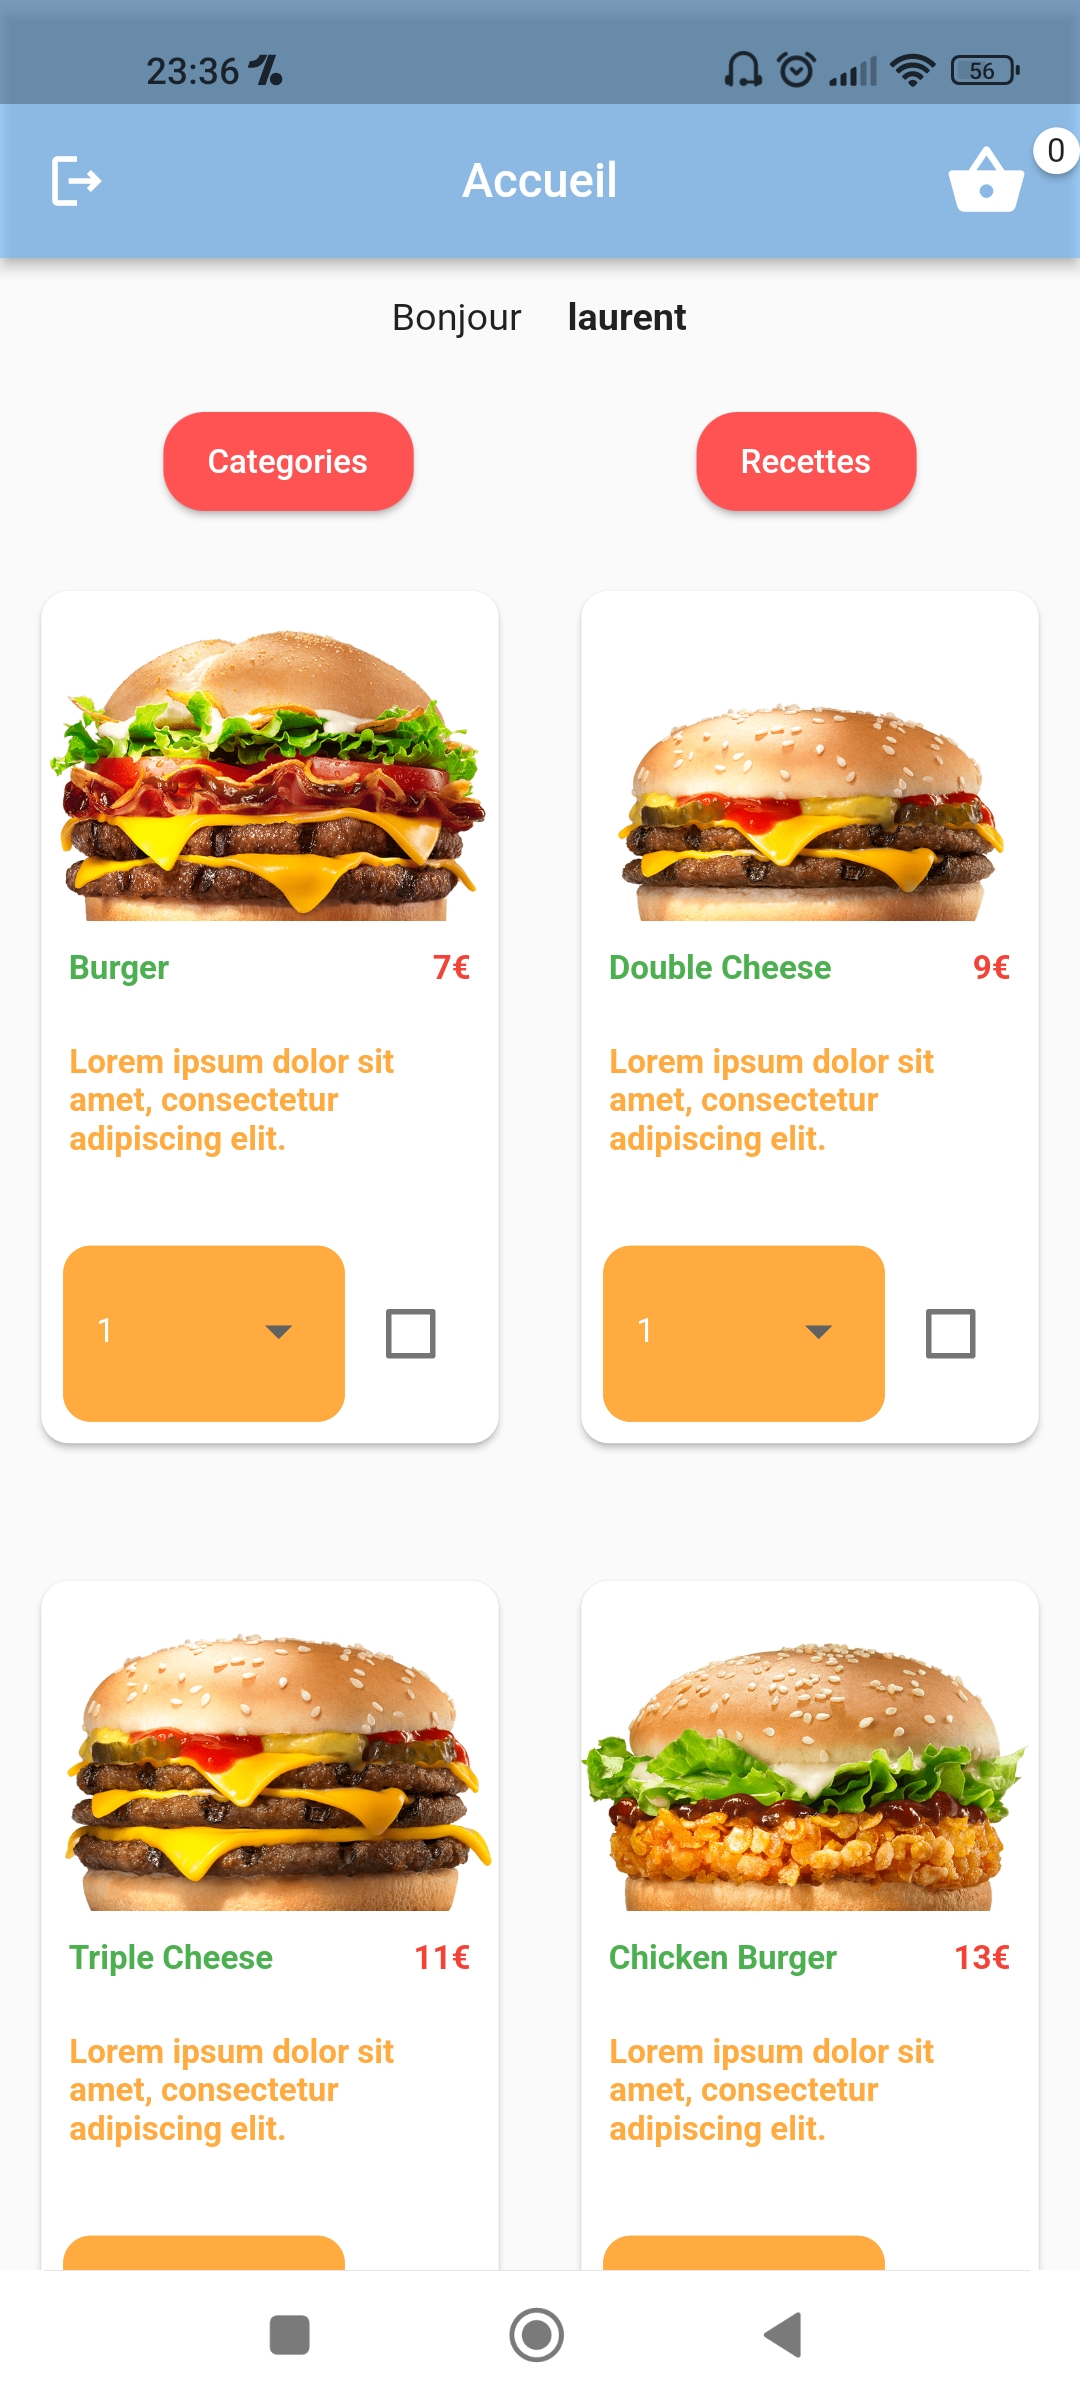 23:36
56
Accueil
0
Bonjour laurent
Categories
Recettes
Burger 7€
Lorem ipsum dolor sit
amet, consectetur
adipiscing elit.
1
Double Cheese 9€
Lorem ipsum dolor sit
amet, consectetur
adipiscing elit.
1
Triple Cheese 11€
Lorem ipsum dolor sit
amet, consectetur
adipiscing elit.
Chicken Burger 13€
Lorem ipsum dolor sit
amet, consectetur
adipiscing elit.